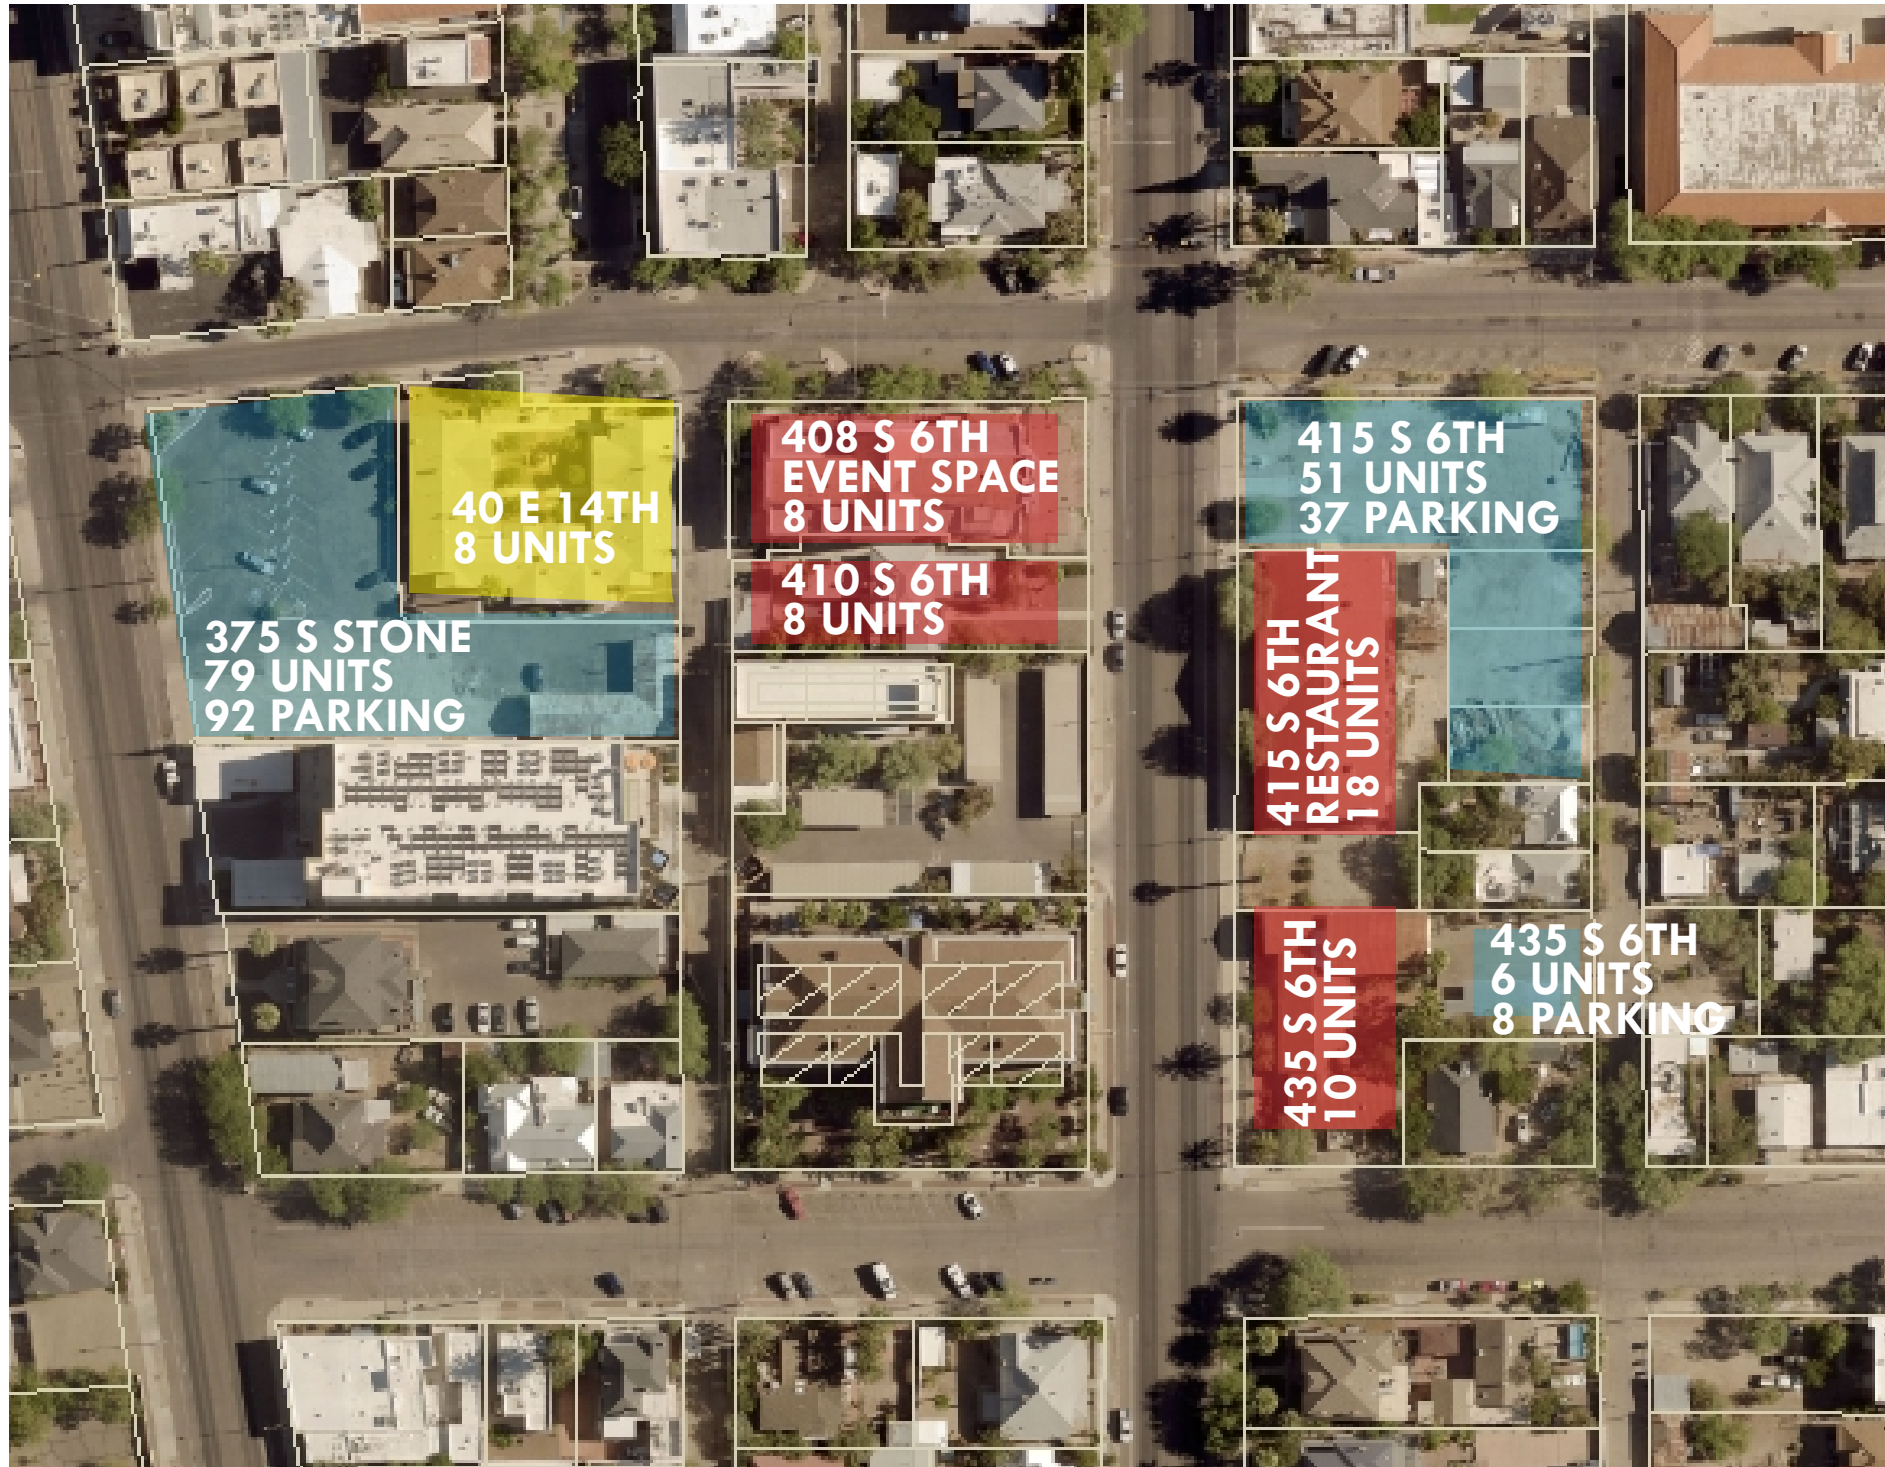 408 S 6TH
EVENT SPACE
8 UNITS
415 S 6TH
51 UNITS
37 PARKING
40 E 14TH
8 UNITS
410 S 6TH
8 UNITS
375 S STONE
79 UNITS
92 PARKING
415 S 6TH
RESTAURANT
18 UNITS
435 S 6TH
10 UNITS
435 S 6TH
6 UNITS
8 PARKING